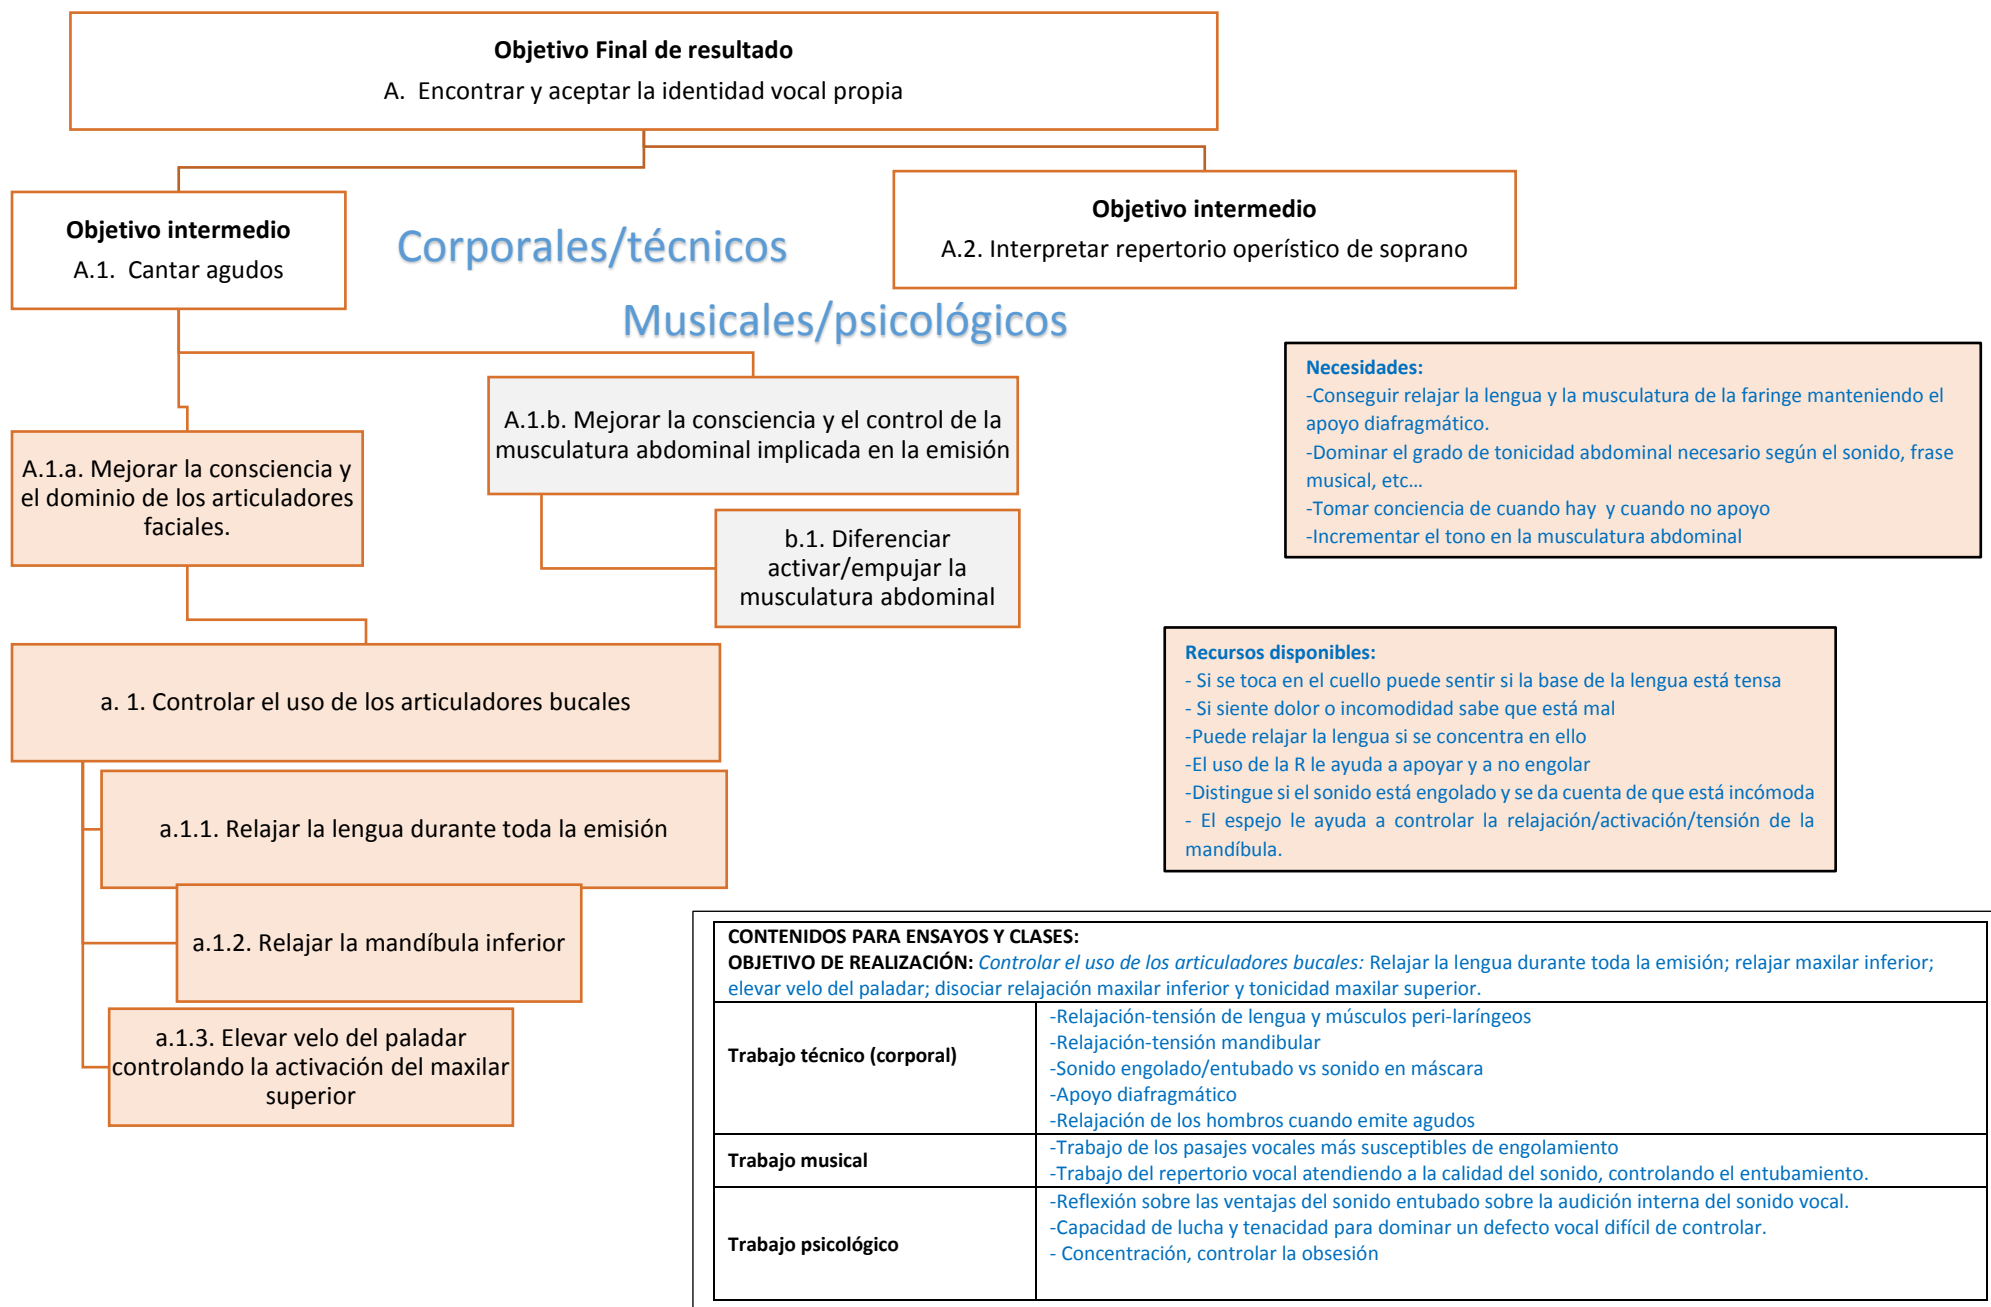 Objetivo Final de resultado
A. Encontrar y aceptar la identidad vocal propia
Objetivo intermedio
A.1. Cantar agudos
Corporales/técnicos
Objetivo intermedio
A.2. Interpretar repertorio operístico de soprano
Musicales/psicológicos
A.1.a. Mejorar la consciencia y
el dominio de los articuladores
faciales.
A.1.b. Mejorar la consciencia y el control de la
musculatura abdominal implicada en la emisión
b.1. Diferenciar
activar/empujar la
musculatura abdominal
Necesidades:
-Conseguir relajar la lengua y la musculatura de la faringe manteniendo el
apoyo diafragmático.
-Dominar el grado de tonicidad abdominal necesario según el sonido, frase
musical, etc…
-Tomar conciencia de cuando hay y cuando no apoyo
-Incrementar el tono en la musculatura abdominal
a. 1. Controlar el uso de los articuladores bucales
a.1.1. Relajar la lengua durante toda la emisión
a.1.2. Relajar la mandíbula inferior
a.1.3. Elevar velo del paladar
controlando la activación del maxilar
superior
Recursos disponibles:
- Si se toca en el cuello puede sentir si la base de la lengua está tensa
- Si siente dolor o incomodidad sabe que está mal
-Puede relajar la lengua si se concentra en ello
-El uso de la R le ayuda a apoyar y a no engolar
-Distingue si el sonido está engolado y se da cuenta de que está incómoda
- El espejo le ayuda a controlar la relajación/activación/tensión de la
mandíbula.
CONTENIDOS PARA ENSAYOS Y CLASES:
OBJETIVO DE REALIZACIÓN: Controlar el uso de los articuladores bucales: Relajar la lengua durante toda la emisión; relajar maxilar inferior;
elevar velo del paladar; disociar relajación maxilar inferior y tonicidad maxilar superior.
Trabajo técnico (corporal)
-Relajación-tensión de lengua y músculos peri-laríngeos
-Relajación-tensión mandibular
-Sonido engolado/entubado vs sonido en máscara
-Apoyo diafragmático
-Relajación de los hombros cuando emite agudos
Trabajo musical
-Trabajo de los pasajes vocales más susceptibles de engolamiento
-Trabajo del repertorio vocal atendiendo a la calidad del sonido, controlando el entubamiento.
Trabajo psicológico
-Reflexión sobre las ventajas del sonido entubado sobre la audición interna del sonido vocal.
-Capacidad de lucha y tenacidad para dominar un defecto vocal difícil de controlar.
- Concentración, controlar la obsesión